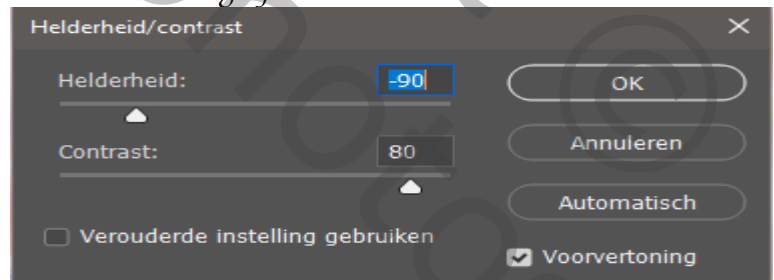 Helderheid/contrast
Helderheid: -90
OK
Contrast: 80
Annuleren
Automatisch
Verouderde instelling gebruiken
Voorvertoning